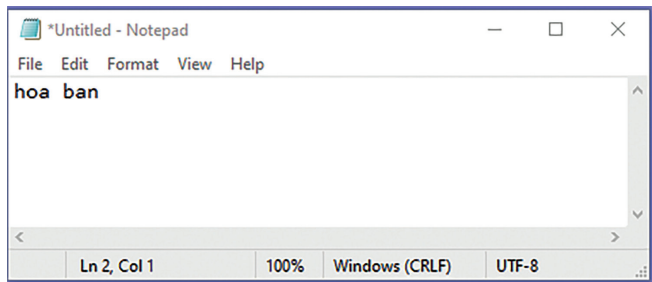 *Untitled - Notepad
File Edit Format View Help
hoa ban
Ln 2, Col 1 100% Windows (CRLF) UTF-8